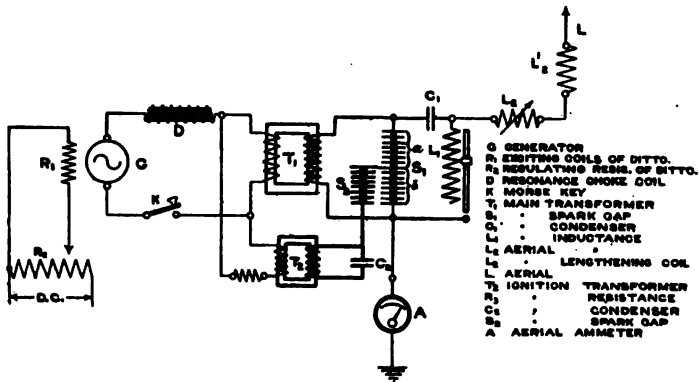 L
L'2
C1
L2
D
R1
G
T1
a
S1
L1
S2
b
K
R2
T2
C2
D.C.
A
G GENERATOR
R1 EXCITING COILS OF DITTO.
R2 REGULATING RESIS. OF DITTO.
D RESONANCE CHOKE COIL
K MORSE KEY
T1 MAIN TRANSFORMER
S1 " SPARK GAP
C1 " CONDENSER
L1 " INDUCTANCE
L2 AERIAL "
L2 " LENGTHENING COIL
L AERIAL
T2 IGNITION TRANSFORMER
R3 " RESISTANCE
C2 " CONDENSER
S2 " SPARK GAP
A AERIAL AMMETER